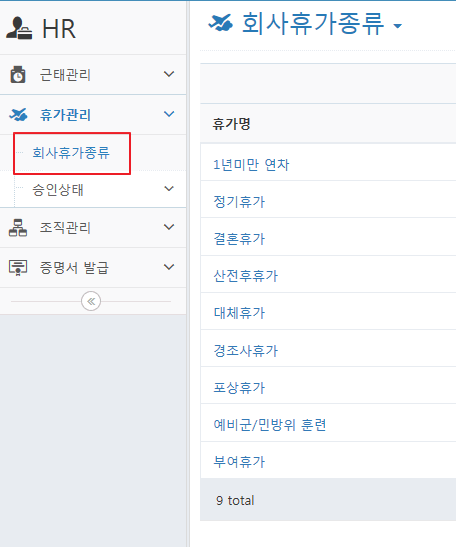 HR
근태관리
휴가관리
회사휴가종류
승인상태
조직관리
증명서 발급
회사휴가종류
휴가명
1년미만 연차
정기휴가
결혼휴가
산전후휴가
대체휴가
경조사휴가
포상휴가
예비군/민방위 훈련
부여휴가
9 total